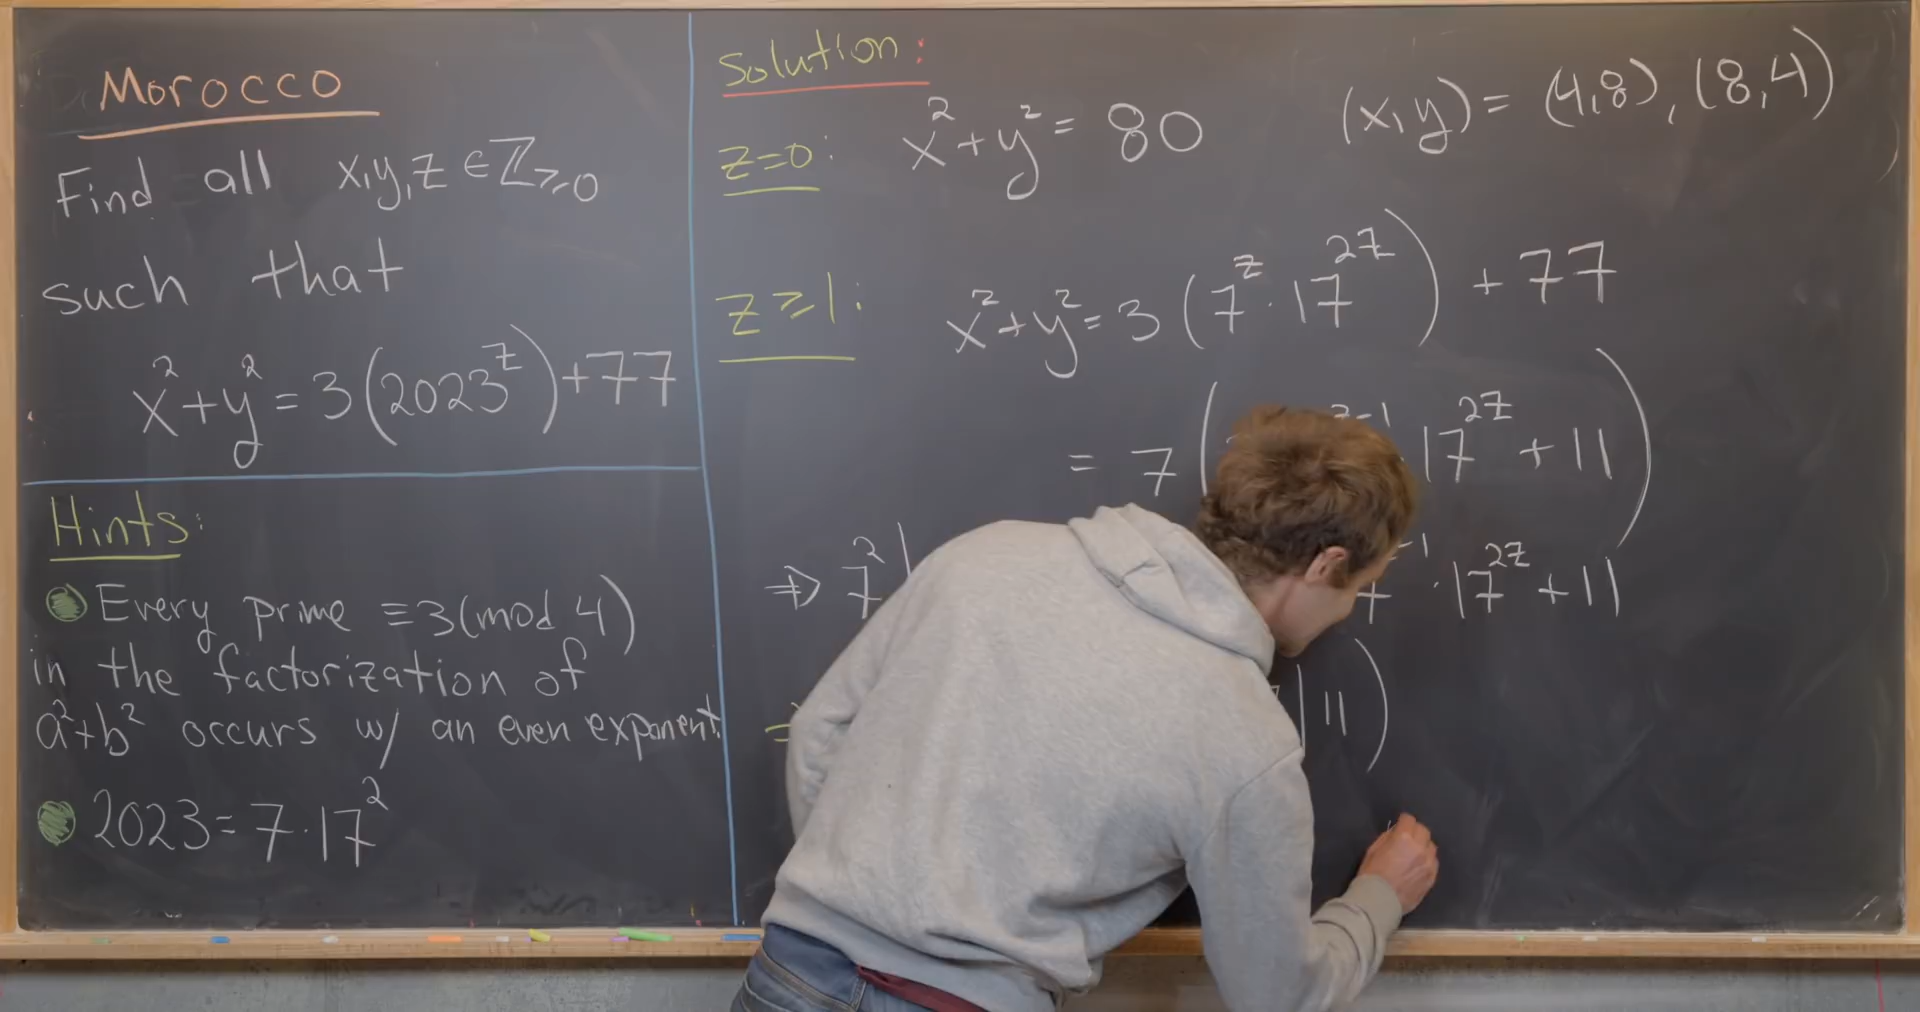 Morocco
Find all x,y,z ∈ ℤ≥0
such that
x²+y² = 3(2023^z)+77
Hints:
Every prime ≡3(mod 4)
in the factorization of
a²+b² occurs w/ an even exponent
2023=7·17²
Solution:
z=0: x²+y² = 80 (x,y) = (4,8), (8,4)
z≥1: x²+y² = 3(7^z·17^2z) + 77
= 7( z-1 · 17^2z + 11)
⇒ 7² | -1 · 17^2z + 11
| 11)